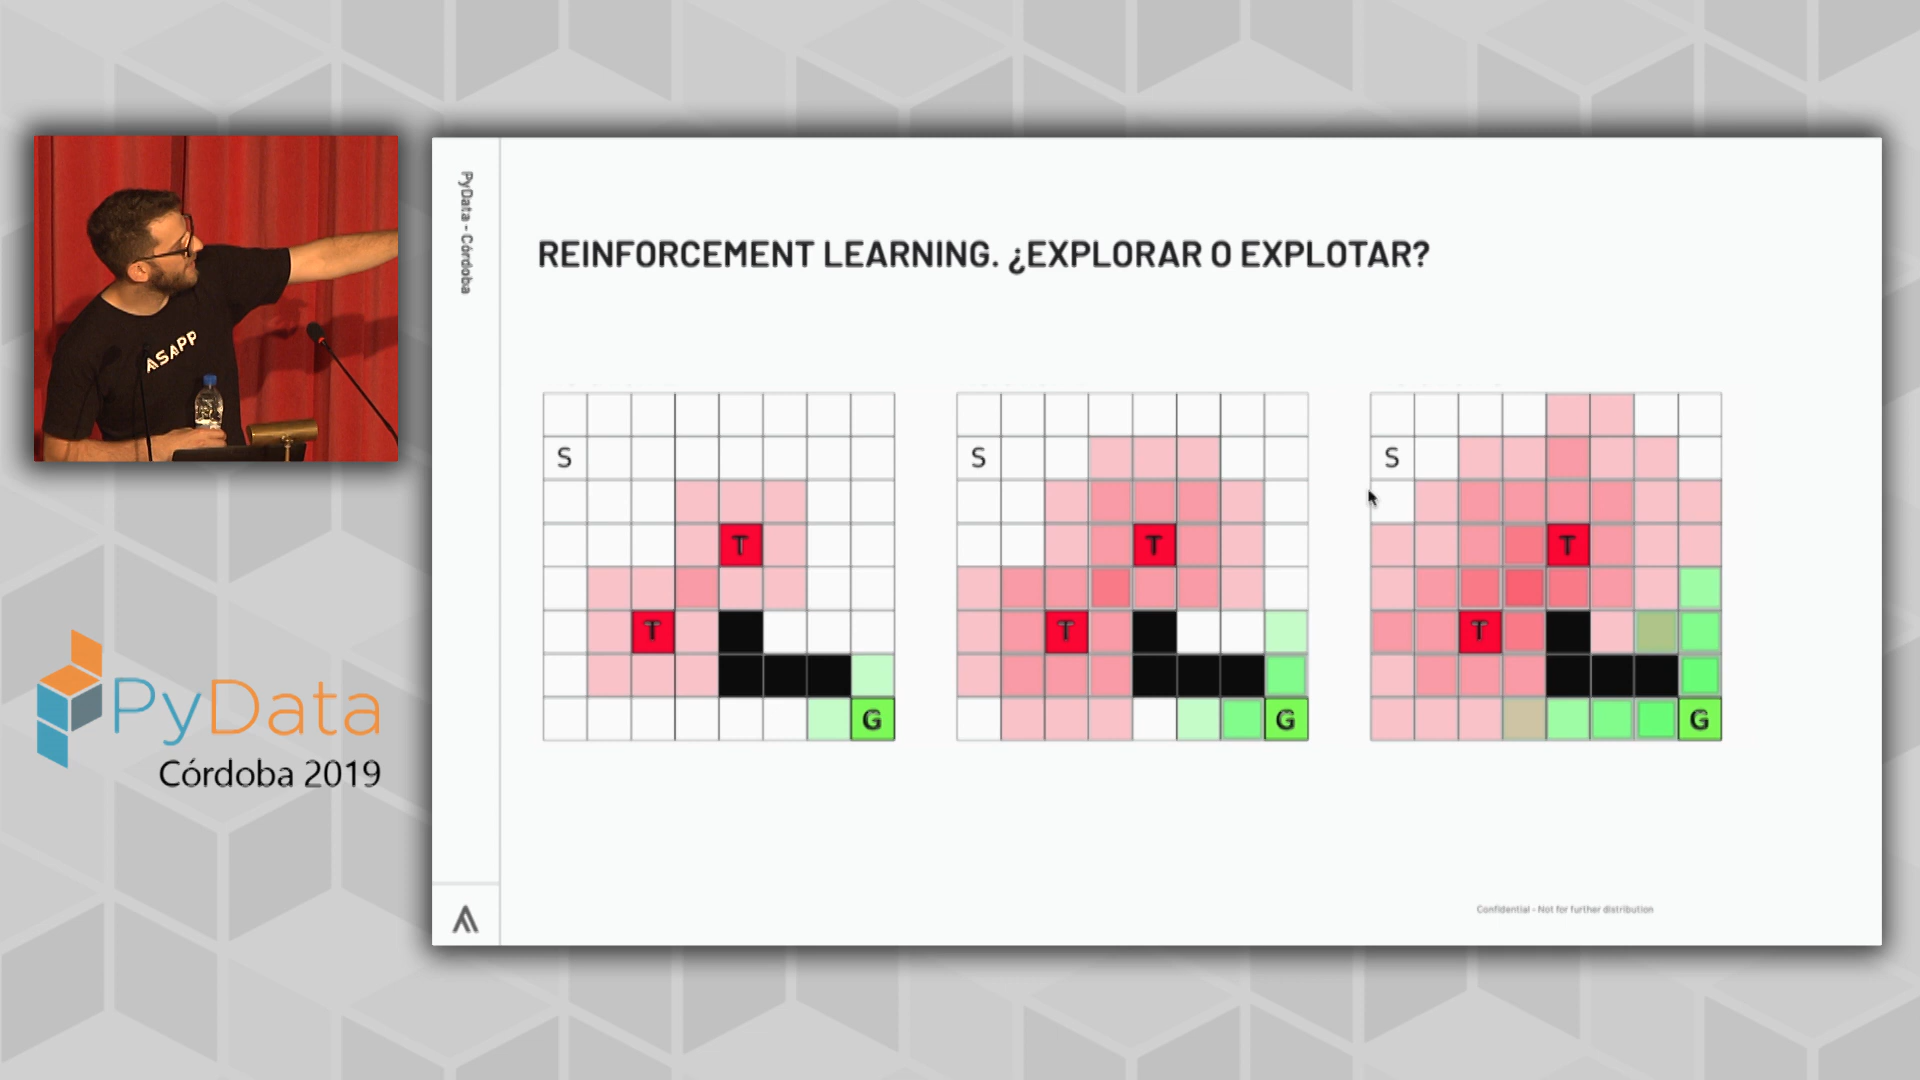 ASAPP
PyData
Córdoba 2019
PyData - Córdoba
REINFORCEMENT LEARNING. ¿EXPLORAR O EXPLOTAR?
S
T
T
G
S
T
T
G
S
T
T
G
Confidential - Not for further distribution